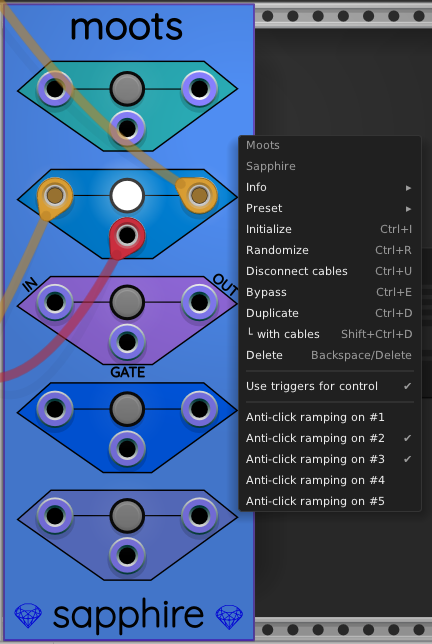 moots
IN
OUT
GATE
sapphire
Moots
Sapphire
Info ▸
Preset ▸
Initialize Ctrl+I
Randomize Ctrl+R
Disconnect cables Ctrl+U
Bypass Ctrl+E
Duplicate Ctrl+D
└ with cables Shift+Ctrl+D
Delete Backspace/Delete
Use triggers for control ✔
Anti-click ramping on #1
Anti-click ramping on #2 ✔
Anti-click ramping on #3 ✔
Anti-click ramping on #4
Anti-click ramping on #5